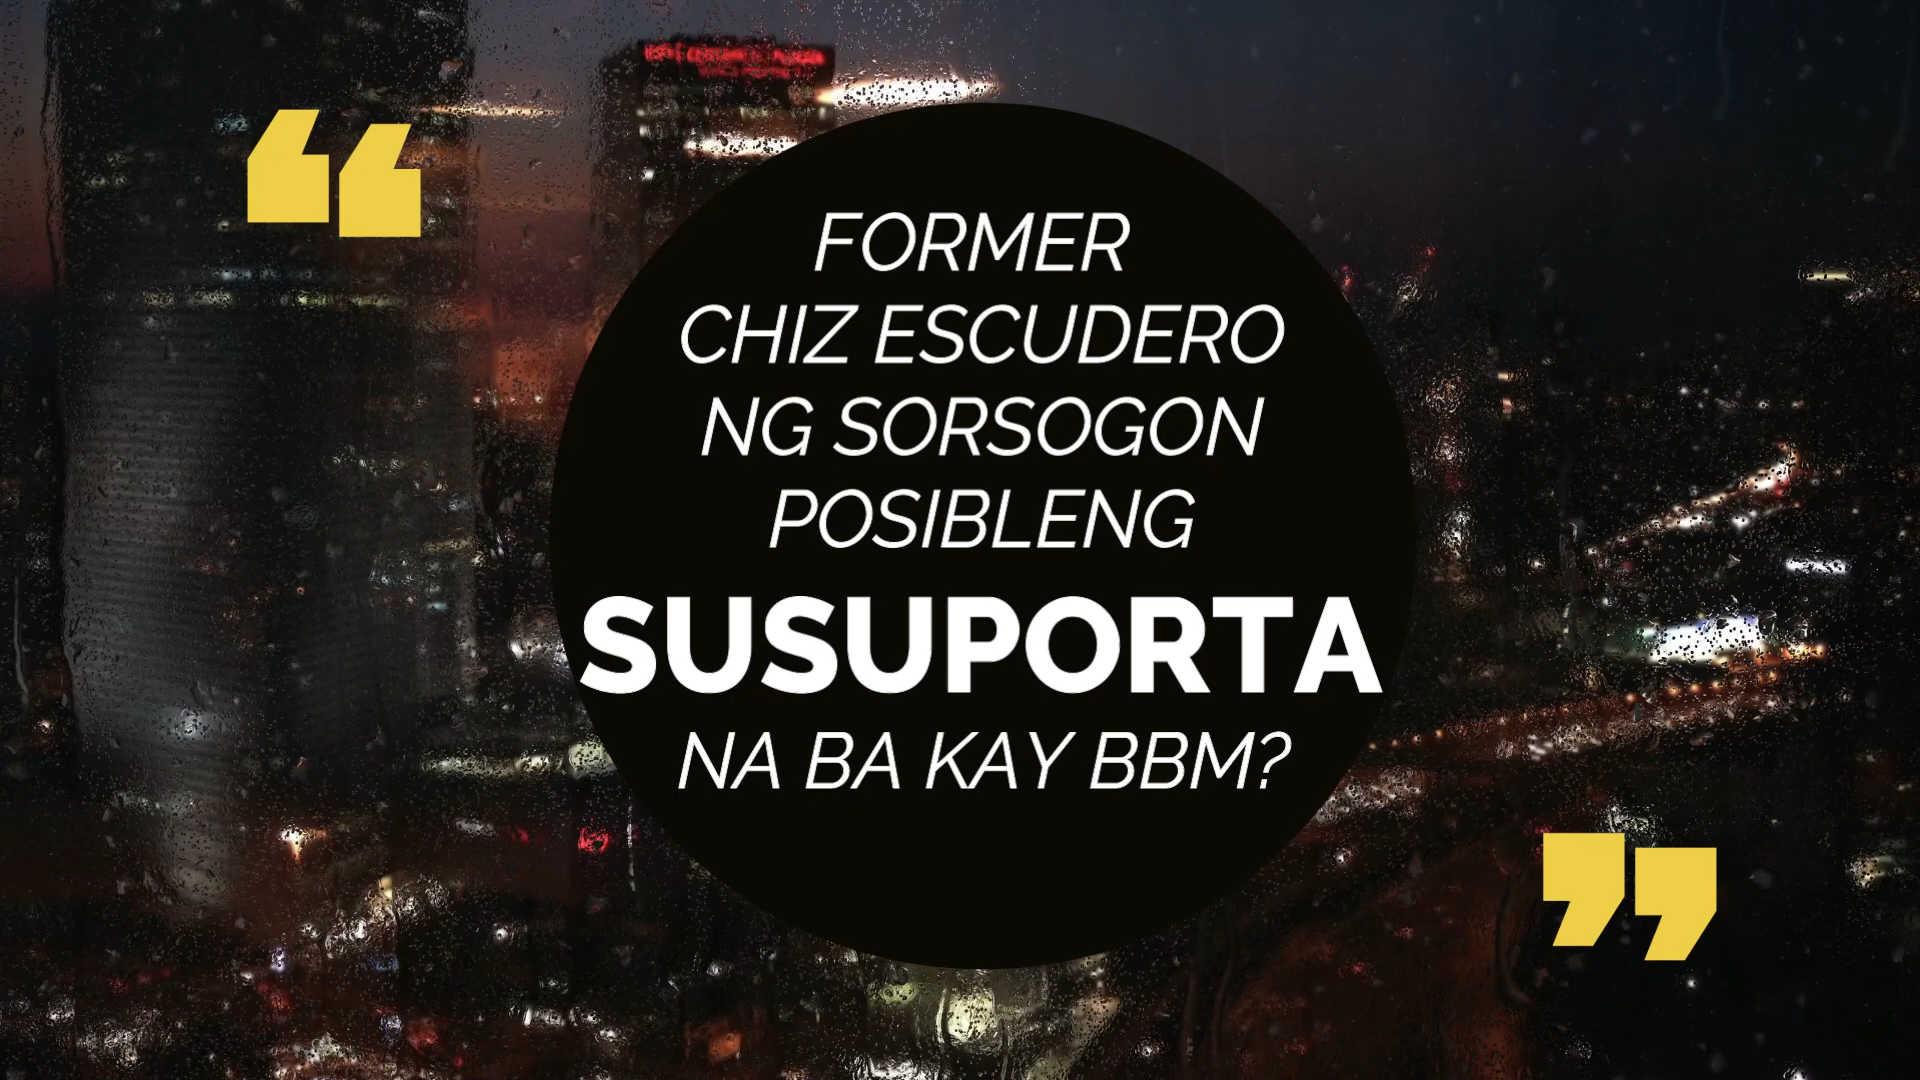 FORMER
CHIZ ESCUDERO
NG SORSOGON
POSIBLENG
SUSUPORTA
NA BA KAY BBM?